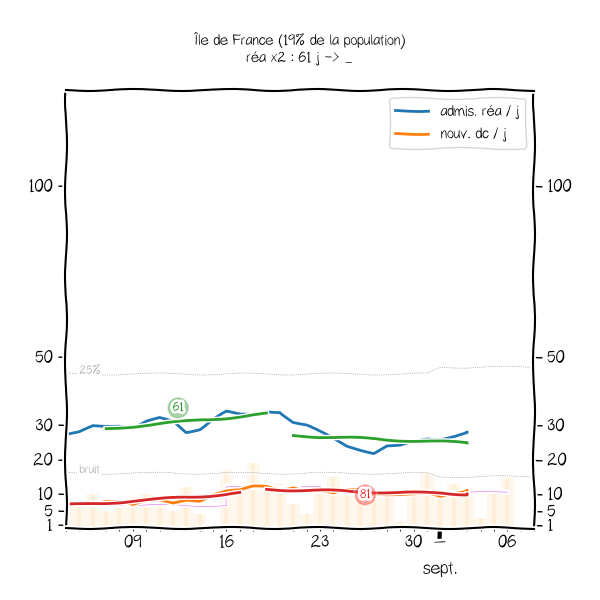 Île de France (19% de la population)
réa x2 : 61 j -> _
admis. réa / j
nouv. dc / j
100 100
50 50
25%
61
30 30
20 20
bruit
81
10 10
5 5
1 1
09 16 23 30 - 06
sept.